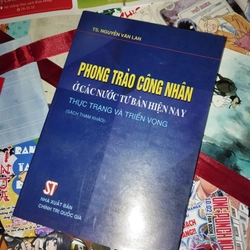 TS. NGUYỄN VĂN LAN
PHONG TRÀO CÔNG NHÂN
Ở CÁC NƯỚC TƯ BẢN HIỆN NAY
THỰC TRẠNG VÀ TRIỂN VỌNG
(SÁCH THAM KHẢO)
ST
NHÀ XUẤT BẢN
CHÍNH TRỊ QUỐC GIA